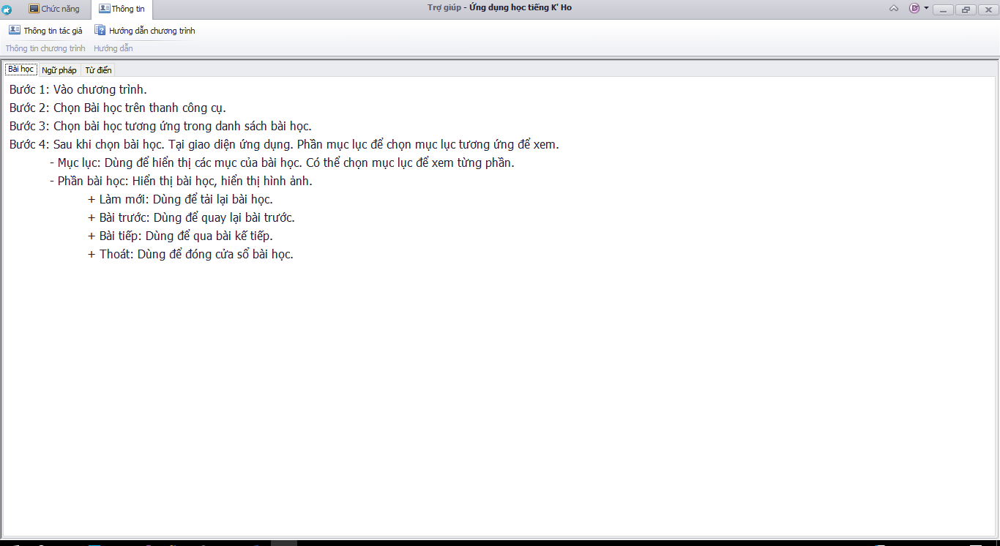 Trợ giúp - Ứng dụng học tiếng K' Ho
Chức năng
Thông tin
Thông tin tác giả
Hướng dẫn chương trình
Thông tin chương trình
Hướng dẫn
Bài học
Ngữ pháp
Từ điển
Bước 1: Vào chương trình.
Bước 2: Chọn Bài học trên thanh công cụ.
Bước 3: Chọn bài học tương ứng trong danh sách bài học.
Bước 4: Sau khi chọn bài học. Tại giao diện ứng dụng. Phần mục lục để chọn mục lục tương ứng để xem.
- Mục lục: Dùng để hiển thị các mục của bài học. Có thể chọn mục lục để xem từng phần.
- Phần bài học: Hiển thị bài học, hiển thị hình ảnh.
+ Làm mới: Dùng để tải lại bài học.
+ Bài trước: Dùng để quay lại bài trước.
+ Bài tiếp: Dùng để qua bài kế tiếp.
+ Thoát: Dùng để đóng cửa sổ bài học.